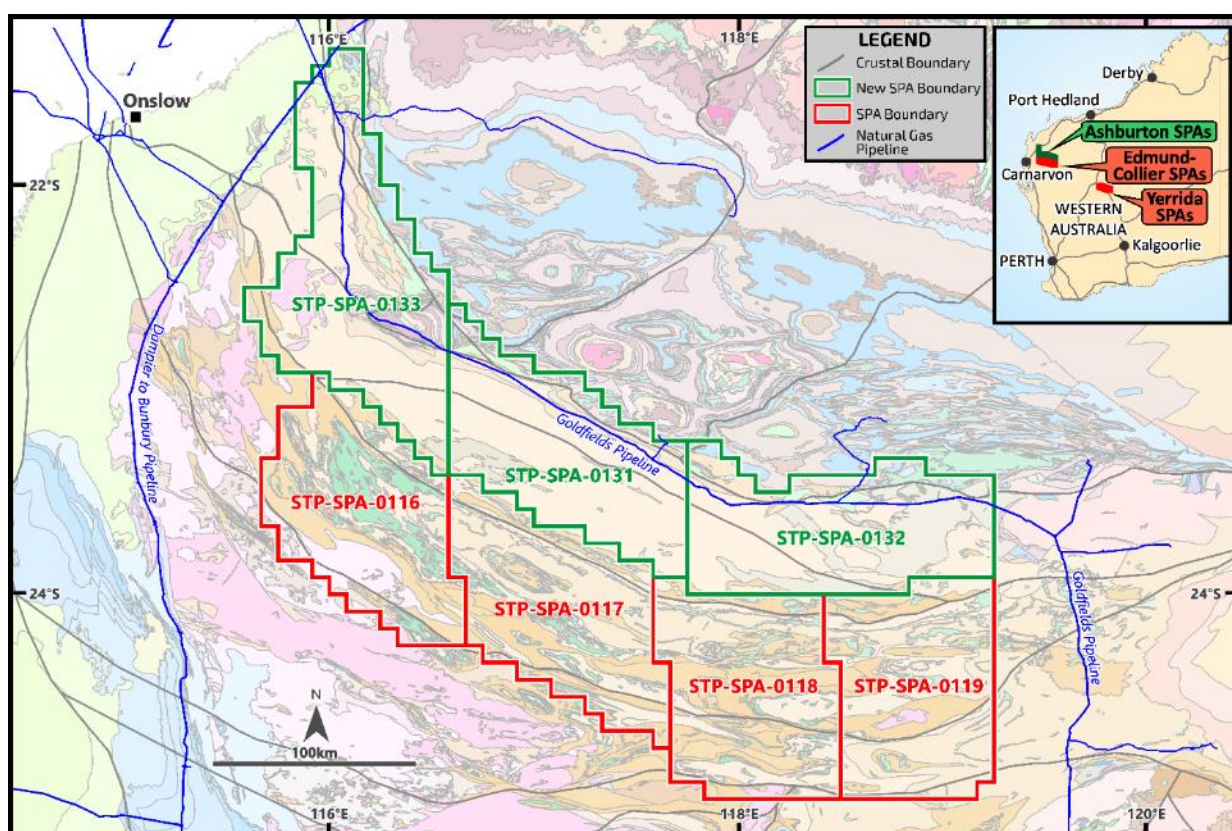 116°E
118°E
LEGEND
Crustal Boundary
New SPA Boundary
SPA Boundary
Natural Gas
Pipeline
Derby
Port Hedland
Ashburton SPAs
Edmund-
Collier SPAs
Carnarvon
Yerrida
SPAs
WESTERN
AUSTRALIA
Kalgoorlie
PERTH
Onslow
22°S
STP-SPA-0133
Dampier to Bunbury Pipeline
Goldfields Pipeline
STP-SPA-0131
STP-SPA-0116
STP-SPA-0132
24°S
24°S
STP-SPA-0117
Goldfields Pipeline
STP-SPA-0118
STP-SPA-0119
N
100km
116°E
118°E
120°E